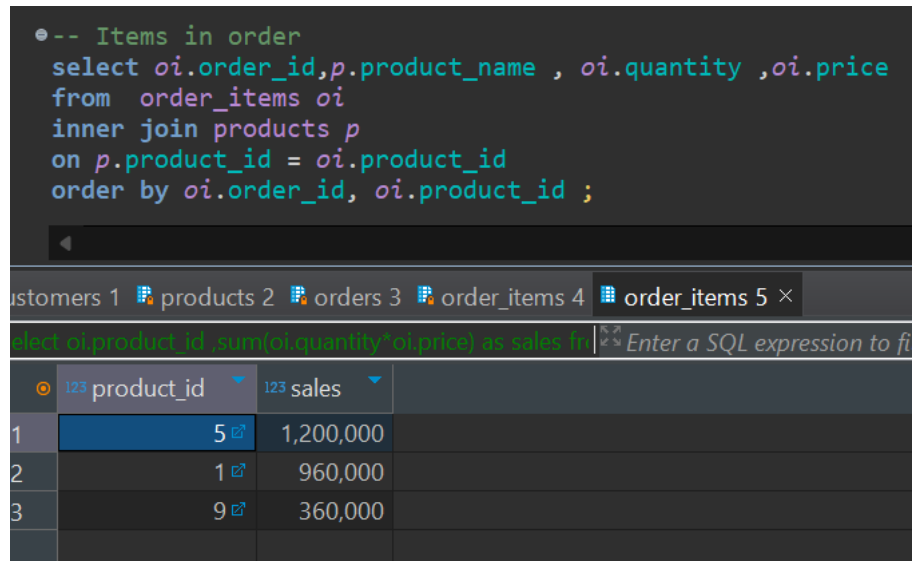 -- Items in order
select oi.order_id,p.product_name , oi.quantity ,oi.price
from  order_items oi
inner join products p
on p.product_id = oi.product_id
order by oi.order_id, oi.product_id ;
ustomers 1 products 2 orders 3 order_items 4 order_items 5 ×
elect oi.product_id ,sum(oi.quantity*oi.price) as sales fro Enter a SQL expression to fi
123 product_id 123 sales
1 5 1,200,000
2 1 960,000
3 9 360,000